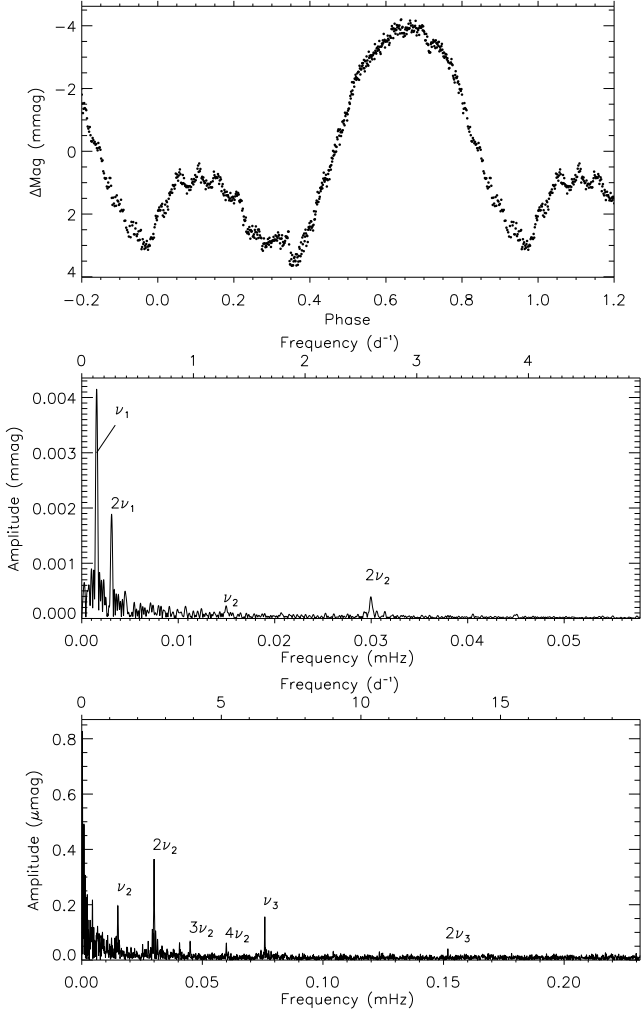 −4
−2
0
2
4
ΔMag (mmag)
−0.2 0.0 0.2 0.4 0.6 0.8 1.0 1.2
Phase
Frequency (d⁻¹)
0 1 2 3 4
0.004
0.003
0.002
0.001
0.000
Amplitude (mmag)
ν₁
2ν₁
ν₂
2ν₂
0.00 0.01 0.02 0.03 0.04 0.05
Frequency (mHz)
Frequency (d⁻¹)
0 5 10 15
0.8
0.6
0.4
0.2
0.0
Amplitude (μmag)
ν₂
2ν₂
3ν₂
4ν₂
ν₃
2ν₃
0.00 0.05 0.10 0.15 0.20
Frequency (mHz)